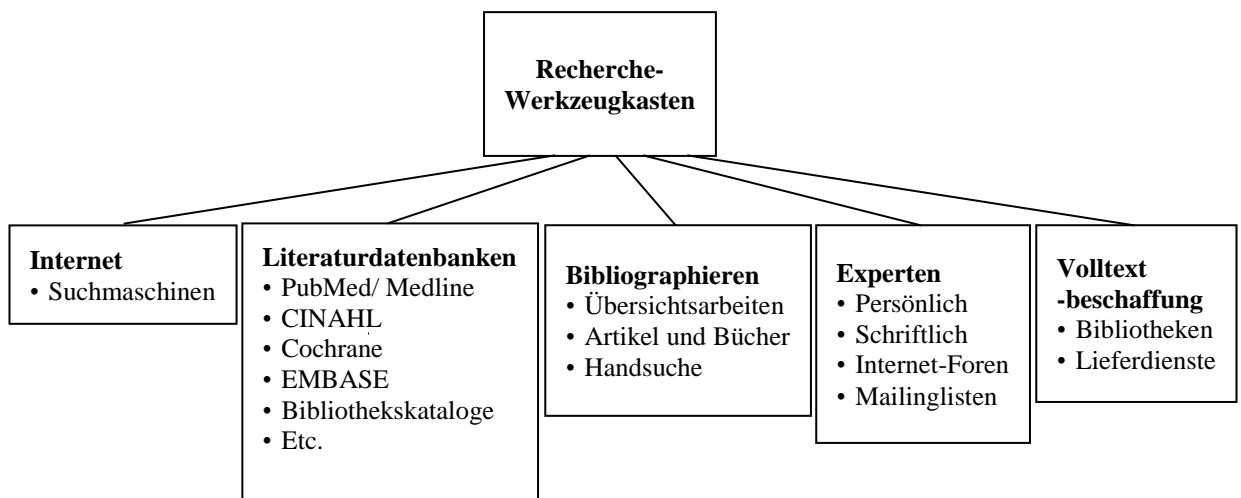 Recherche-
Werkzeugkasten
Internet
• Suchmaschinen
Literaturdatenbanken
• PubMed/ Medline
• CINAHL
• Cochrane
• EMBASE
• Bibliothekskataloge
• Etc.
Bibliographieren
• Übersichtsarbeiten
• Artikel und Bücher
• Handsuche
Experten
• Persönlich
• Schriftlich
• Internet-Foren
• Mailinglisten
Volltext
-beschaffung
• Bibliotheken
• Lieferdienste